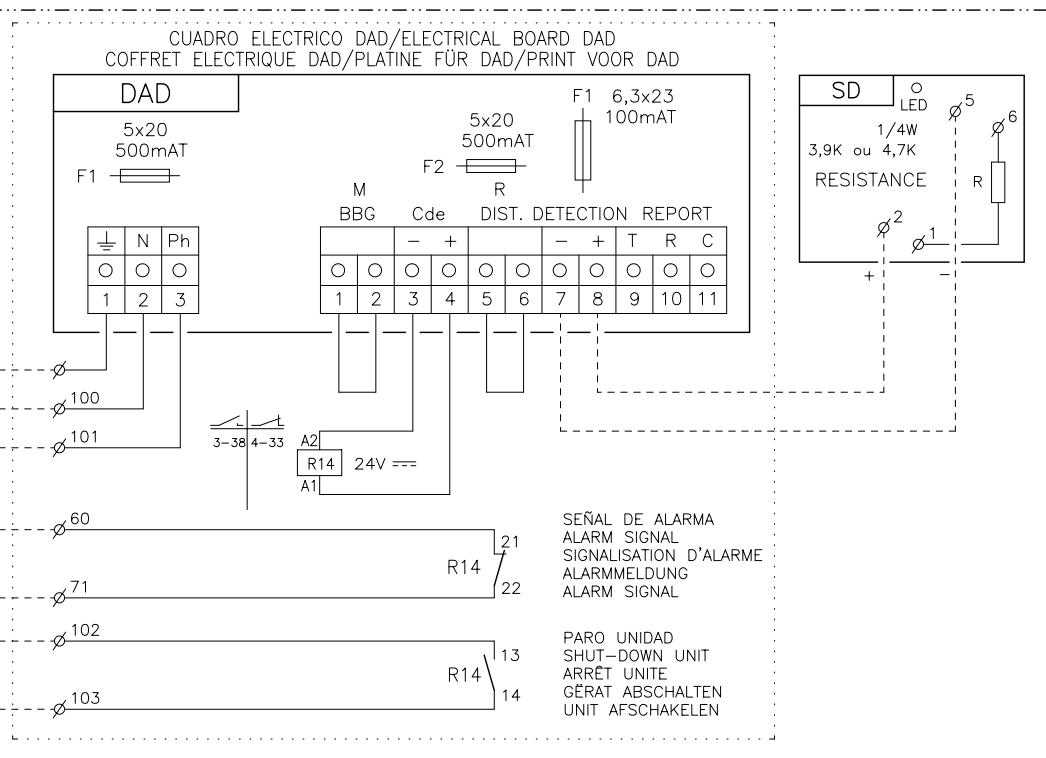 CUADRO ELECTRICO DAD/ELECTRICAL BOARD DAD
COFFRET ELECTRIQUE DAD/PLATINE FÜR DAD/PRINT VOOR DAD
DAD
5x20
500mAT
F1
5x20
500mAT
F2
F1 6,3x23
100mAT
M
R
BBG Cde DIST. DETECTION REPORT
N Ph
1 2 3
- + - + T R C
1 2 3 4 5 6 7 8 9 10 11
SD
LED
5
6
1/4W
3,9K ou 4,7K
RESISTANCE
R
2
1
+ -
100
101
3-38 4-33
A2
R14 24V
A1
60
71
21
R14
22
SEÑAL DE ALARMA
ALARM SIGNAL
SIGNALISATION D'ALARME
ALARMMELDUNG
ALARM SIGNAL
102
103
13
R14
14
PARO UNIDAD
SHUT-DOWN UNIT
ARRÊT UNITE
GËRAT ABSCHALTEN
UNIT AFSCHAKELEN